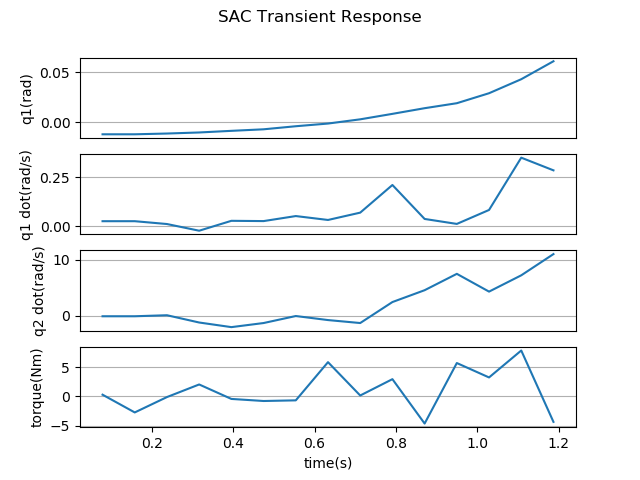 SAC Transient Response
q1(rad)
0.05
0.00
q1 dot(rad/s)
0.25
0.00
q2 dot(rad/s)
10
0
torque(Nm)
5
0
−5
0.2 0.4 0.6 0.8 1.0 1.2
time(s)